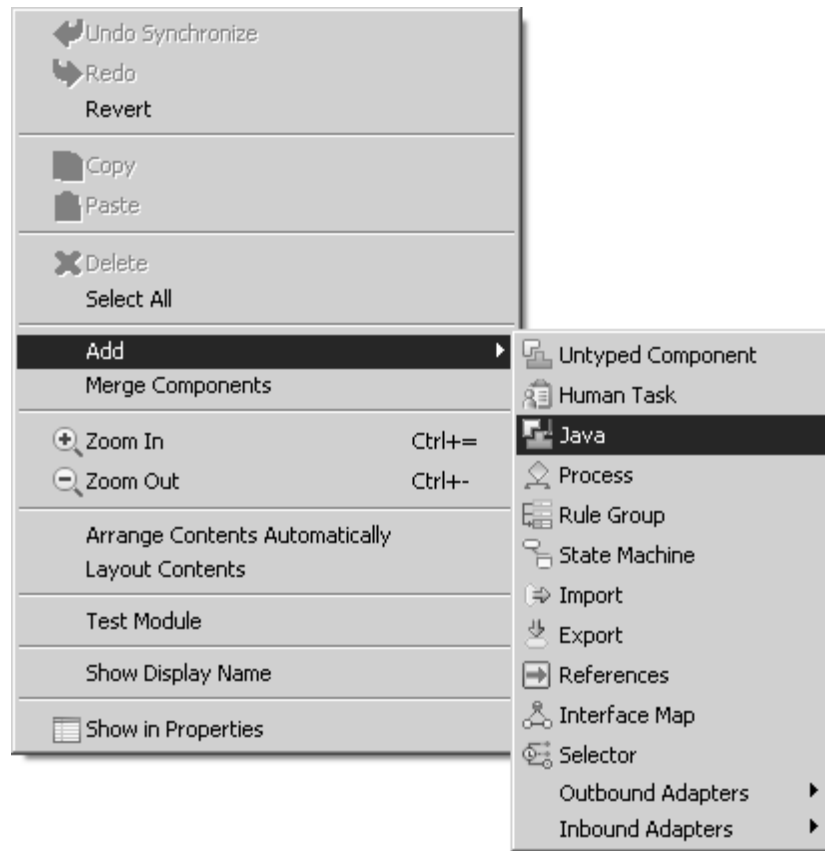 Undo Synchronize
Redo
Revert
Copy
Paste
Delete
Select All
Add
Merge Components
Zoom In Ctrl+=
Zoom Out Ctrl+-
Arrange Contents Automatically
Layout Contents
Test Module
Show Display Name
Show in Properties
Untyped Component
Human Task
Java
Process
Rule Group
State Machine
Import
Export
References
Interface Map
Selector
Outbound Adapters
Inbound Adapters